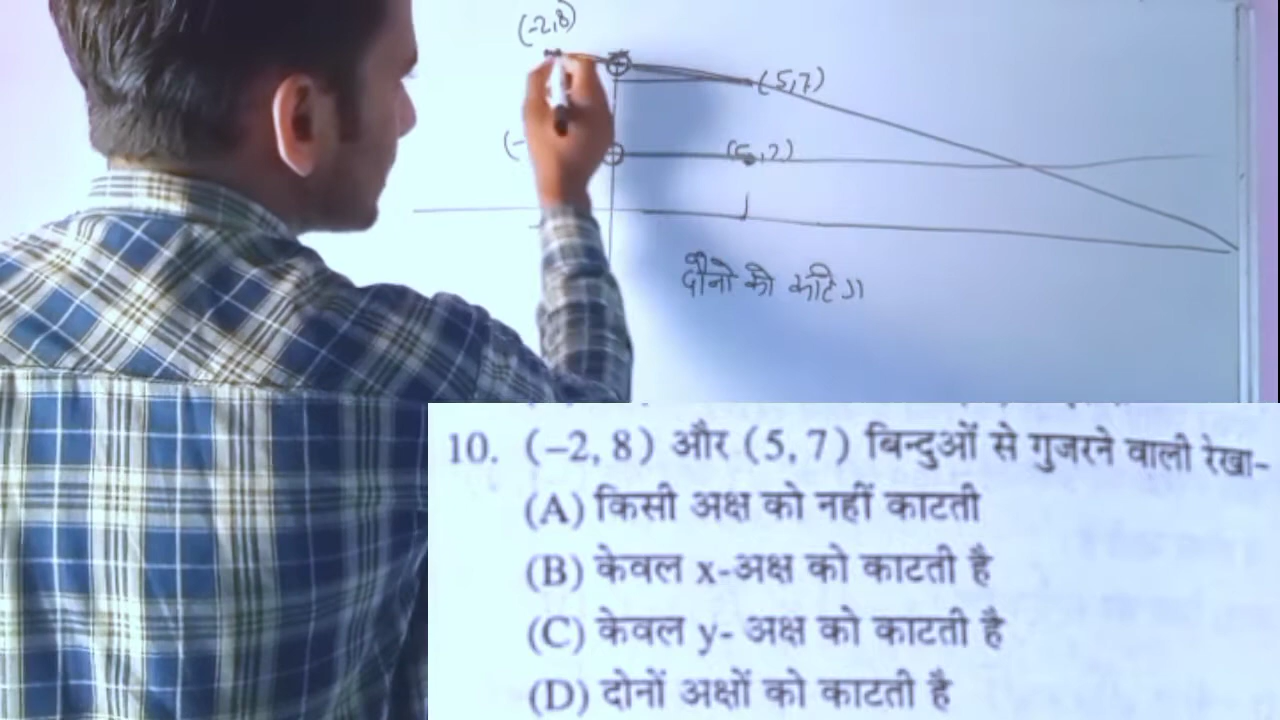 (-2,8)
(5,7)
(-
(5,7)
दोनो को काटेगा
10. (–2, 8) और (5, 7) बिन्दुओं से गुजरने वाली रेखा-
(A) किसी अक्ष को नहीं काटती
(B) केवल x-अक्ष को काटती है
(C) केवल y- अक्ष को काटती है
(D) दोनों अक्षों को काटती है